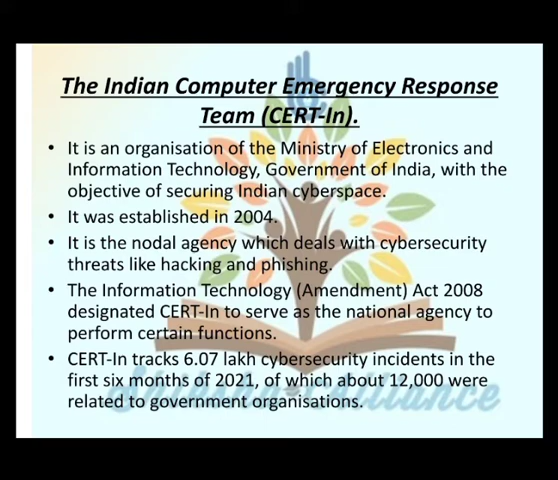 The Indian Computer Emergency Response
Team (CERT-In).
• It is an organisation of the Ministry of Electronics and
Information Technology, Government of India, with the
objective of securing Indian cyberspace.
• It was established in 2004.
• It is the nodal agency which deals with cybersecurity
threats like hacking and phishing.
• The Information Technology (Amendment) Act 2008
designated CERT-In to serve as the national agency to
perform certain functions.
• CERT-In tracks 6.07 lakh cybersecurity incidents in the
first six months of 2021, of which about 12,000 were
related to government organisations.
Shiksha Alliance